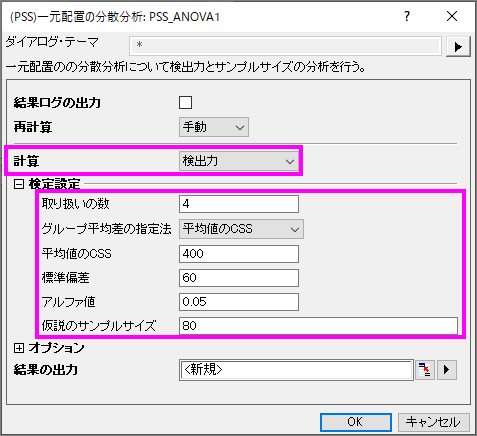 (PSS)一元配置の分散分析: PSS_ANOVA1
ダイアログ・テーマ *
一元配置のの分散分析について検出力とサンプルサイズの分析を行う。
結果ログの出力
再計算 手動
計算 検出力
検定設定
取り扱いの数 4
グループ平均差の指定法 平均値のCSS
平均値のCSS 400
標準偏差 60
アルファ値 0.05
仮説のサンプルサイズ 80
オプション
結果の出力 <新規>
OK キャンセル